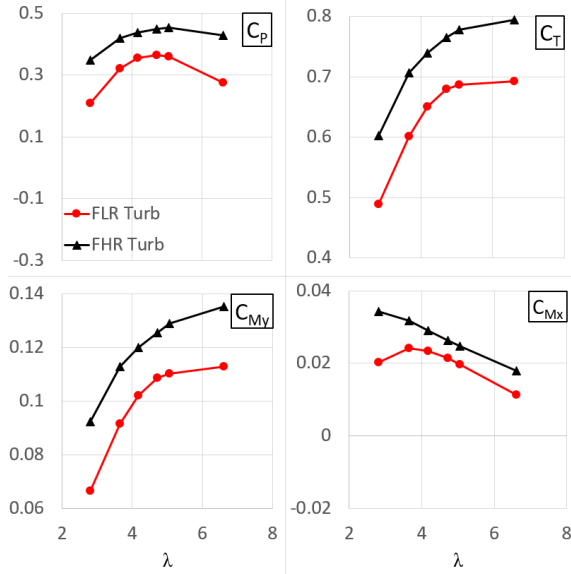 0.5
0.3
0.1
-0.1
-0.3
C_P
FLR Turb
FHR Turb
0.8
0.7
0.6
0.5
0.4
C_T
0.14
0.12
0.1
0.08
0.06
C_My
2 4 6 8
λ
0.04
0.02
0
-0.02
C_Mx
2 4 6 8
λ